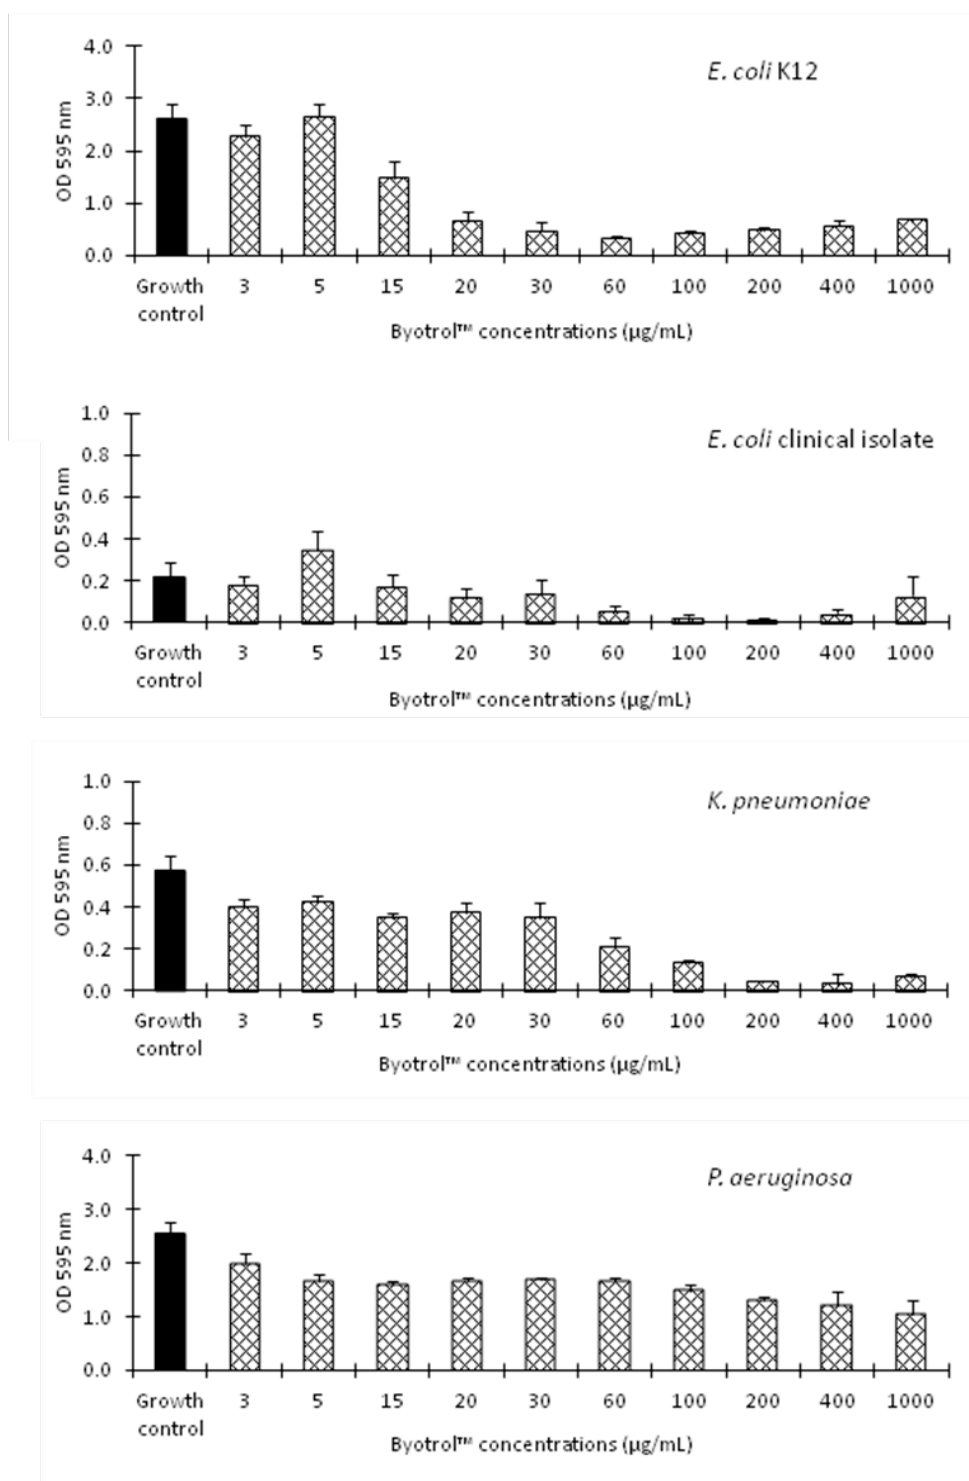 4.0
E. coli K12
3.0
2.0
1.0
0.0
OD 595 nm
Growth control 3 5 15 20 30 60 100 200 400 1000
Byotrol™ concentrations (µg/mL)
1.0
E. coli clinical isolate
0.8
0.6
0.4
0.2
0.0
OD 595 nm
Growth control 3 5 15 20 30 60 100 200 400 1000
Byotrol™ concentrations (µg/mL)
1.0
K. pneumoniae
0.8
0.6
0.4
0.2
0.0
OD 595 nm
Growth control 3 5 15 20 30 60 100 200 400 1000
Byotrol™ concentrations (µg/mL)
4.0
P. aeruginosa
3.0
2.0
1.0
0.0
OD 595 nm
Growth control 3 5 15 20 30 60 100 200 400 1000
Byotrol™ concentrations (µg/mL)